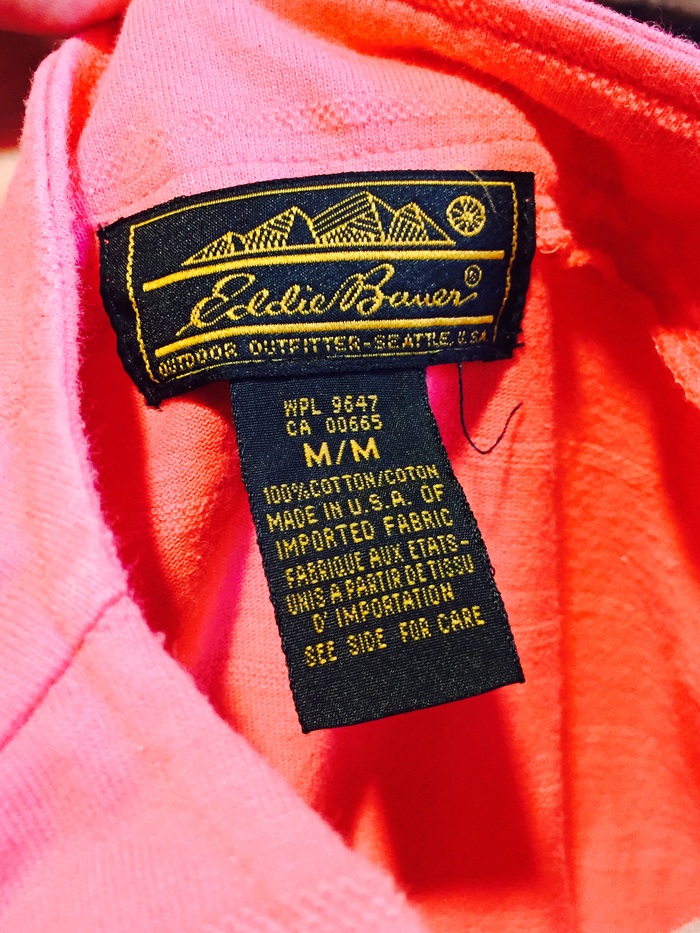 Eddie Bauer®
OUTDOOR OUTFITTER-SEATTLE, U.S.A.
WPL 9647
CA 00665
M/M
100%COTTON/COTON
MADE IN U.S.A. OF
IMPORTED FABRIC
FABRIQUE AUX ETATS-
UNIS A PARTIR DE TISSU
D' IMPORTATION
SEE SIDE FOR CARE